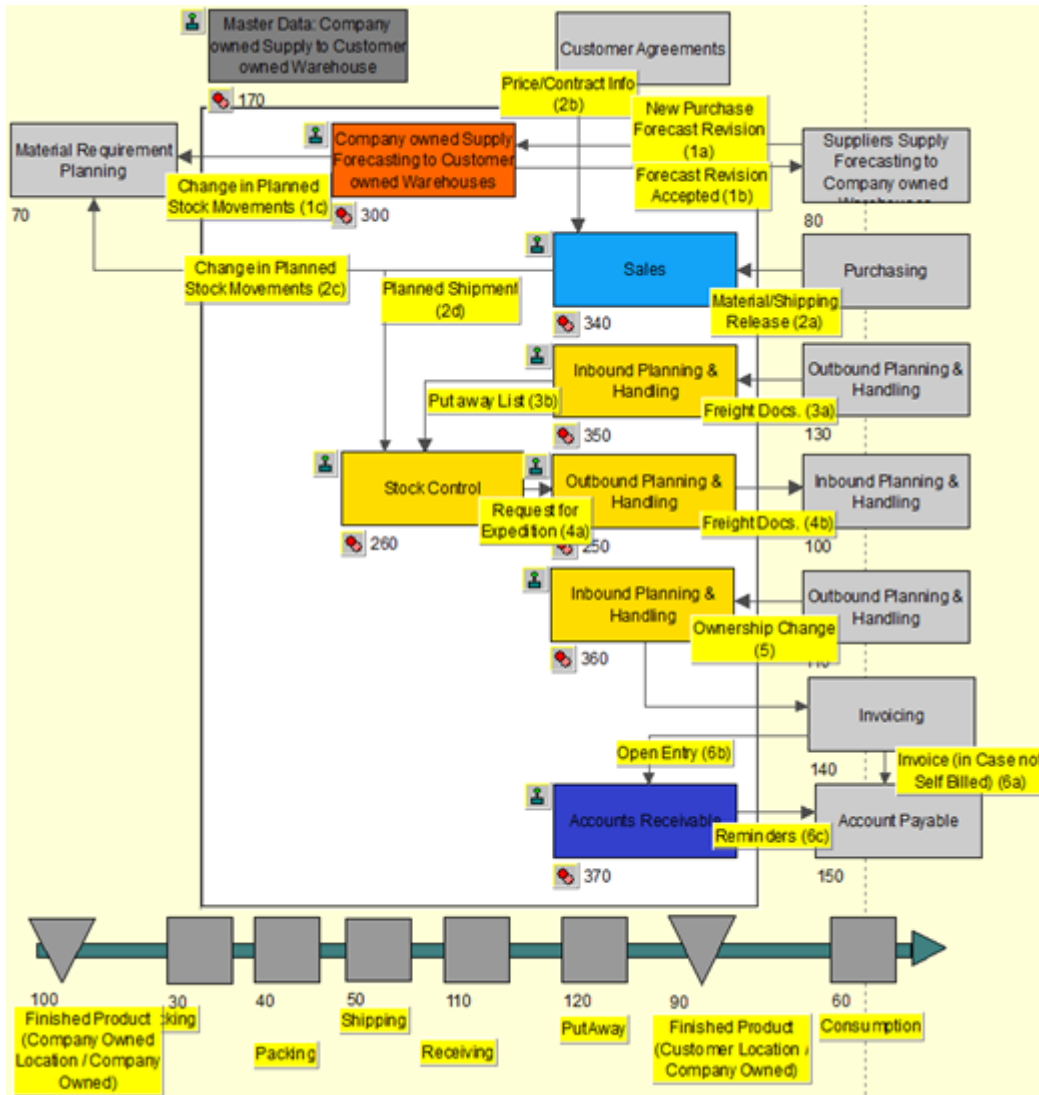 Master Data: Company
owned Supply to Customer
owned Warehouse
170
Customer Agreements
Price/Contract Info
(2b)
New Purchase
Forecast Revision
(1a)
Material Requirement
Planning
70
Company owned Supply
Forecasting to Customer
owned Warehouses
300
Suppliers Supply
Forecasting to
Company owned
80
Forecast Revision
Accepted (1b)
Change in Planned
Stock Movements (1c)
Sales
340
Purchasing
Material/Shipping
Release (2a)
Change in Planned
Stock Movements (2c)
Planned Shipment
(2d)
Inbound Planning &
Handling
350
Outbound Planning &
Handling
130
Put away List (3b)
Freight Docs. (3a)
Stock Control
260
Outbound Planning &
Handling
250
Inbound Planning &
Handling
100
Request for
Expedition (4a)
Freight Docs. (4b)
Inbound Planning &
Handling
360
Outbound Planning &
Handling
Ownership Change
(5)
Invoicing
140
Open Entry (6b)
Invoice (in Case not
Self Billed) (6a)
Accounts Receivable
370
Account Payable
150
Reminders (6c)
100
30
40
50
110
120
90
60
Finished Product
(Company Owned
Location / Company
Owned)
Packing
Shipping
Receiving
PutAway
Finished Product
(Customer Location /
Company Owned)
Consumption